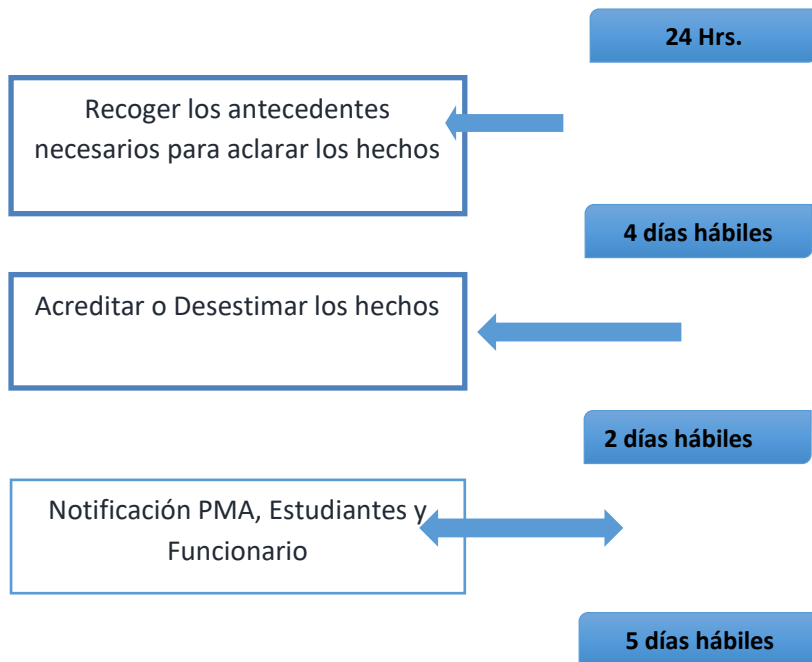 24 Hrs.
Recoger los antecedentes
necesarios para aclarar los hechos
4 días hábiles
Acreditar o Desestimar los hechos
2 días hábiles
Notificación PMA, Estudiantes y
Funcionario
5 días hábiles